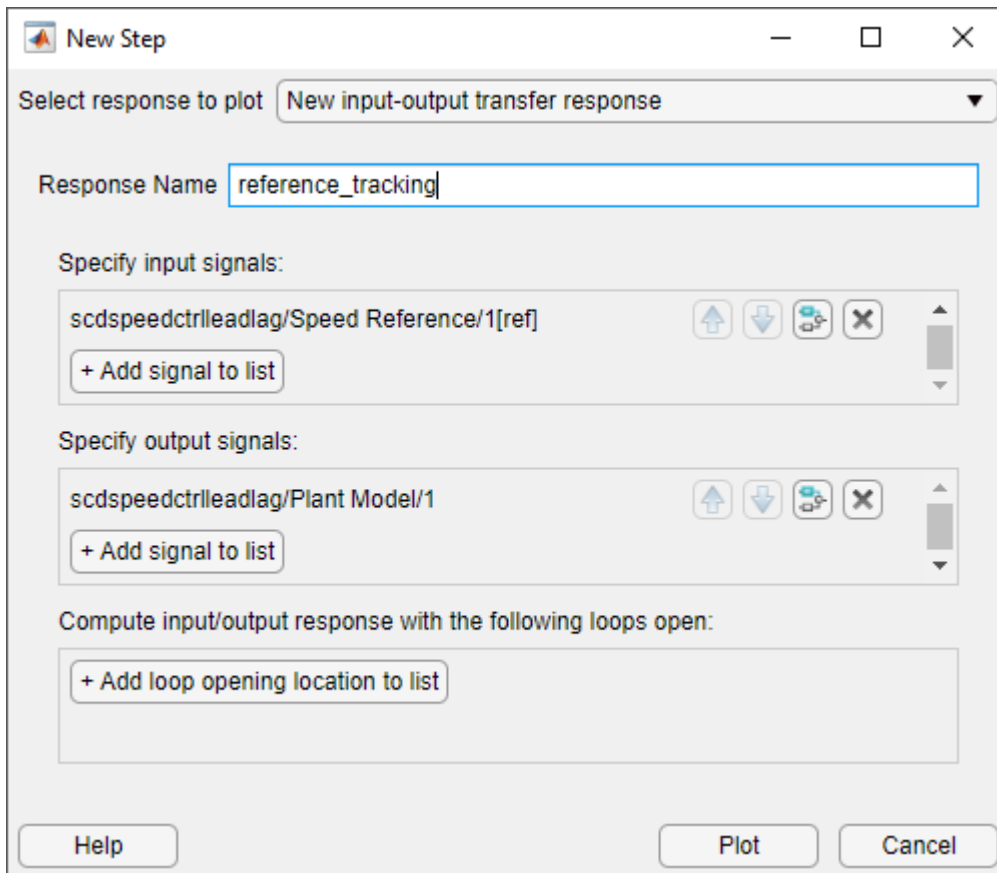 New Step
Select response to plot New input-output transfer response
Response Name reference_tracking
Specify input signals:
scdspeedctrlleadlag/Speed Reference/1[ref]
+ Add signal to list
Specify output signals:
scdspeedctrlleadlag/Plant Model/1
+ Add signal to list
Compute input/output response with the following loops open:
+ Add loop opening location to list
Help Plot Cancel